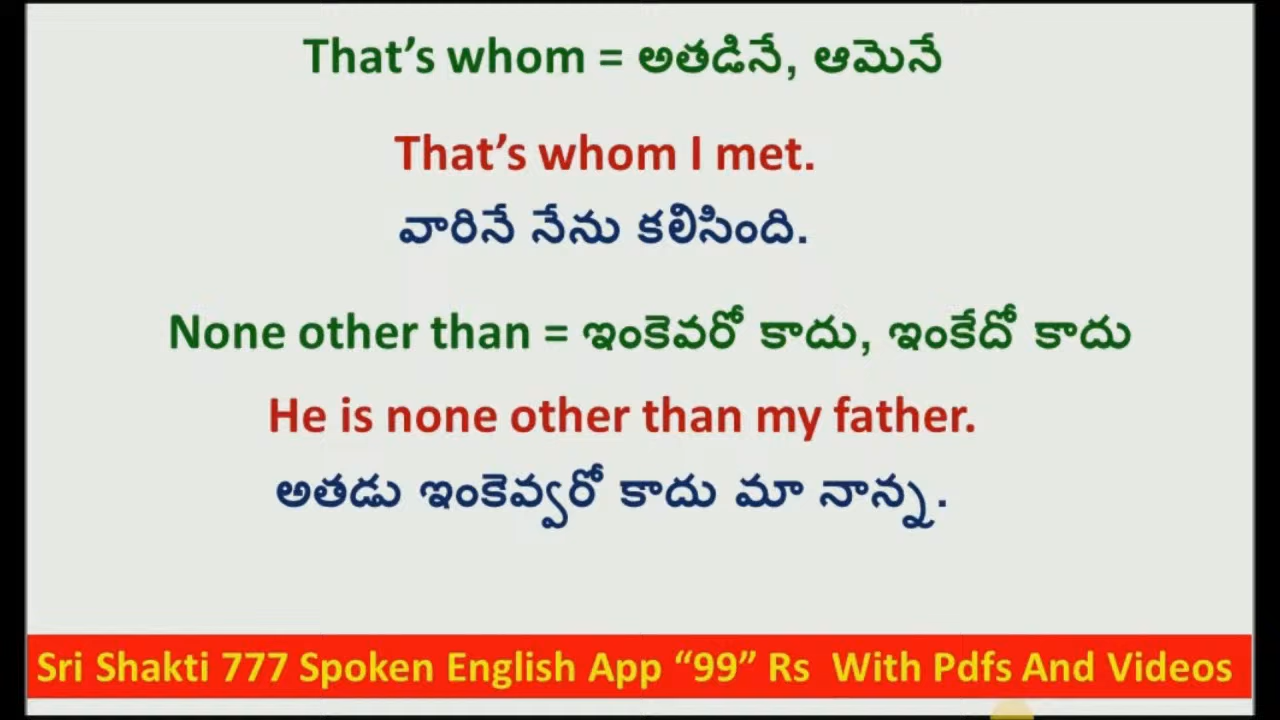 That’s whom = అతడినే, ఆమెనే
That’s whom I met.
వారినే నేను కలిసింది.
None other than = ఇంకెవరో కాదు, ఇంకేదో కాదు
He is none other than my father.
అతడు ఇంకెవ్వరో కాదు మా నాన్న.
Sri Shakti 777 Spoken English App “99” Rs With Pdfs And Videos